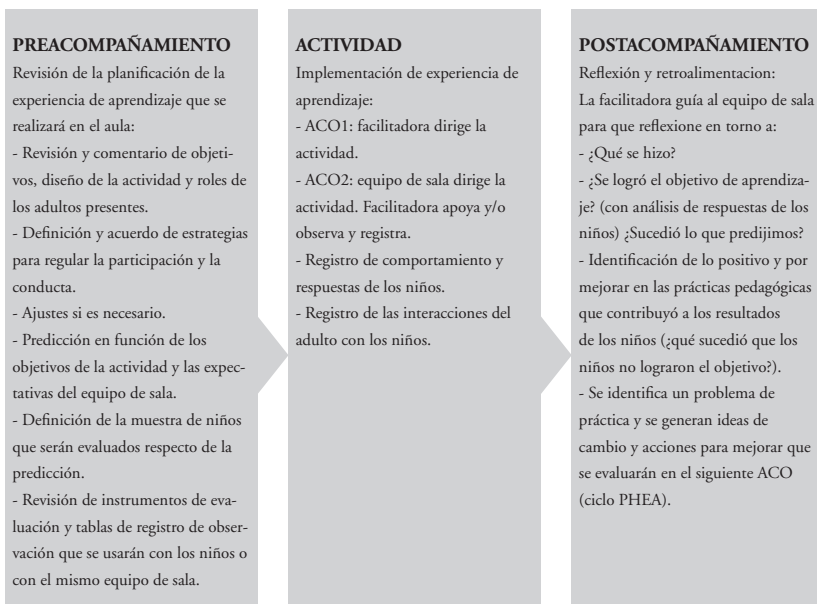 PREACOMPAÑAMIENTO
Revisión de la planificación de la
experiencia de aprendizaje que se
realizará en el aula:
- Revisión y comentario de objeti-
vos, diseño de la actividad y roles de
los adultos presentes.
- Definición y acuerdo de estrategias
para regular la participación y la
conducta.
- Ajustes si es necesario.
- Predicción en función de los
objetivos de la actividad y las expec-
tativas del equipo de sala.
- Definición de la muestra de niños
que serán evaluados respecto de la
predicción.
- Revisión de instrumentos de eva-
luación y tablas de registro de obser-
vación que se usarán con los niños o
con el mismo equipo de sala.
ACTIVIDAD
Implementación de experiencia de
aprendizaje:
- ACO1: facilitadora dirige la
actividad.
- ACO2: equipo de sala dirige la
actividad. Facilitadora apoya y/o
observa y registra.
- Registro de comportamiento y
respuestas de los niños.
- Registro de las interacciones del
adulto con los niños.
POSTACOMPAÑAMIENTO
Reflexión y retroalimentacion:
La facilitadora guía al equipo de sala
para que reflexione en torno a:
- ¿Qué se hizo?
- ¿Se logró el objetivo de aprendiza-
je? (con análisis de respuestas de los
niños) ¿Sucedió lo que predijimos?
- Identificación de lo positivo y por
mejorar en las prácticas pedagógicas
que contribuyó a los resultados
de los niños (¿qué sucedió que los
niños no lograron el objetivo?).
- Se identifica un problema de
práctica y se generan ideas de
cambio y acciones para mejorar que
se evaluarán en el siguiente ACO
(ciclo PHEA).